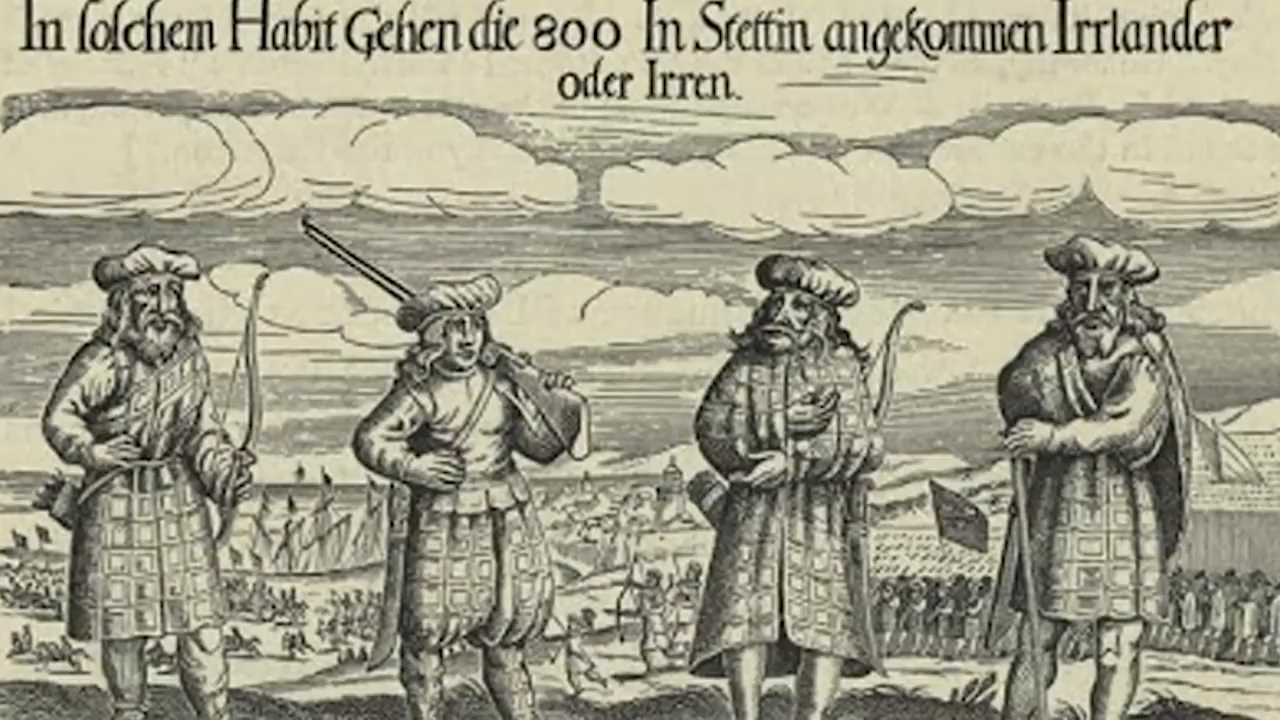 In solchem Habit Gehen die 800 In Stettin angekommen Irrlander
oder Irren.